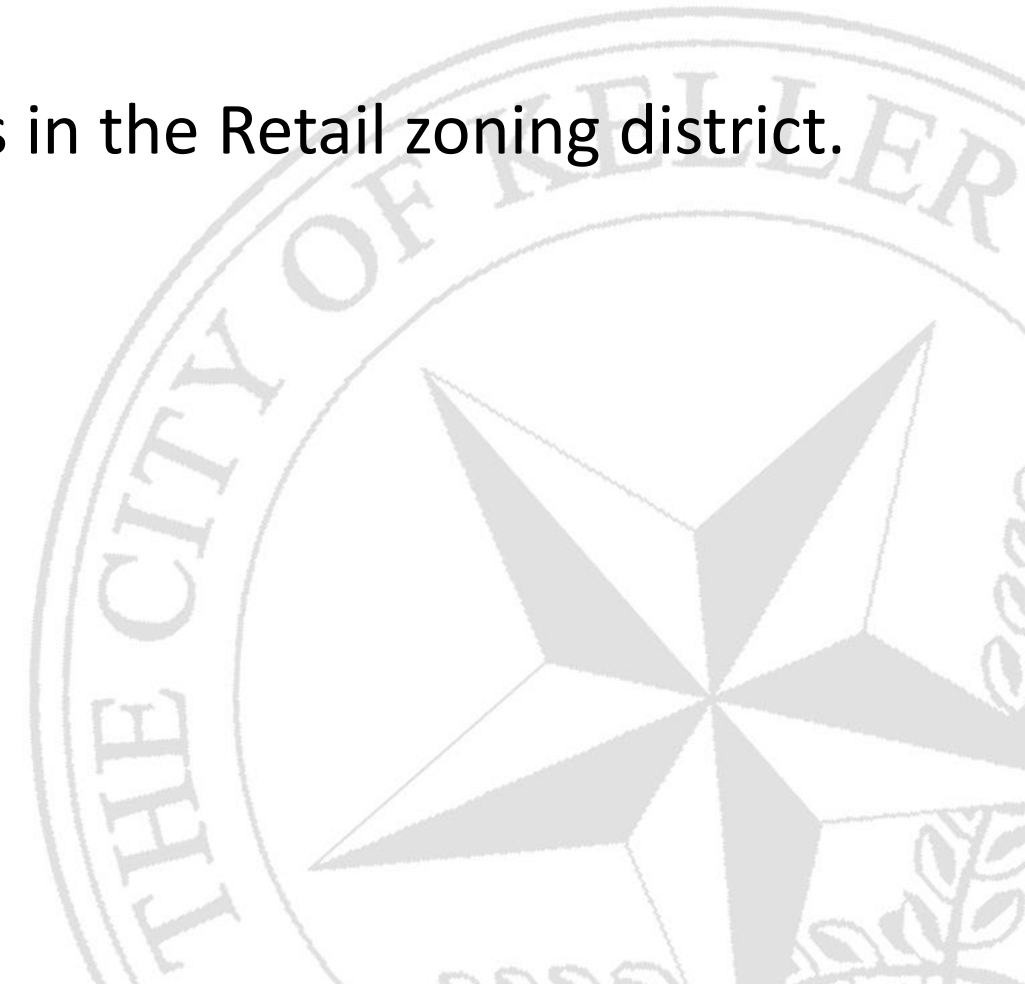 s in the Retail zoning district.
THE CITY OF KELLER